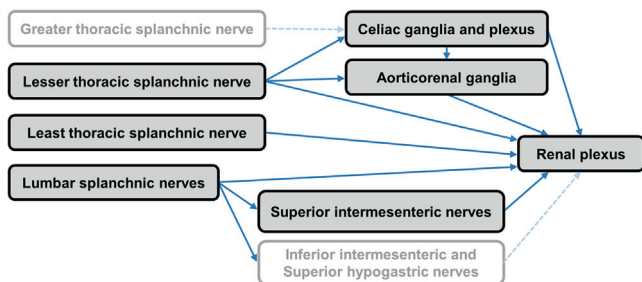 Greater thoracic splanchnic nerve
Celiac ganglia and plexus
Lesser thoracic splanchnic nerve
Aorticorenal ganglia
Least thoracic splanchnic nerve
Renal plexus
Lumbar splanchnic nerves
Superior intermesenteric nerves
Inferior intermesenteric and
Superior hypogastric nerves